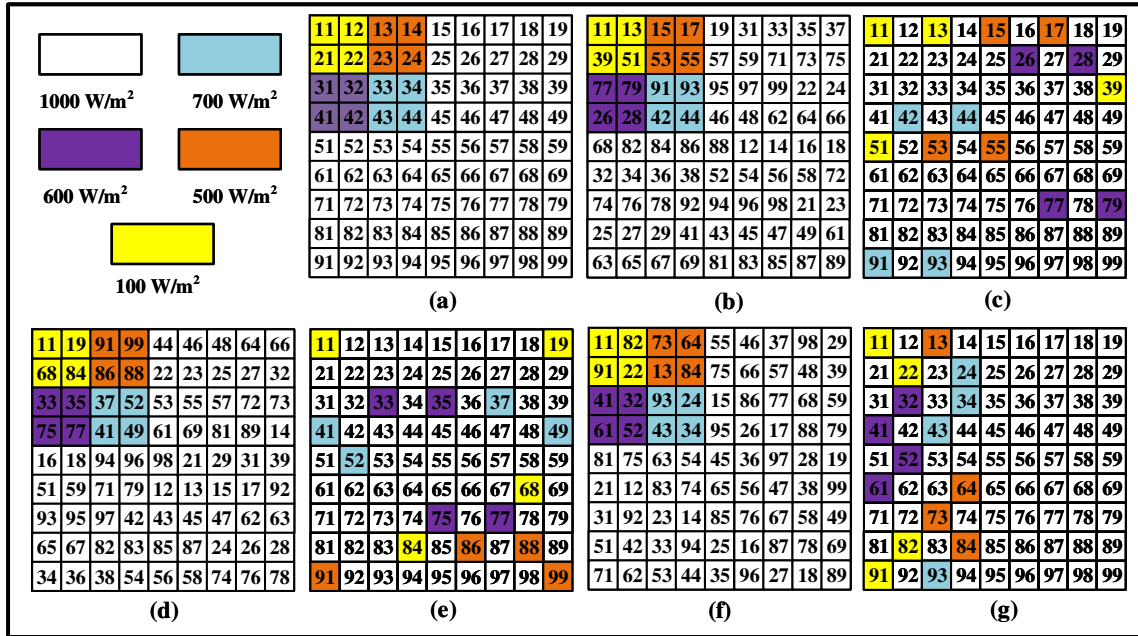 1000 W/m²
700 W/m²
600 W/m²
500 W/m²
100 W/m²
11 12 13 14 15 16 17 18 19
21 22 23 24 25 26 27 28 29
31 32 33 34 35 36 37 38 39
41 42 43 44 45 46 47 48 49
51 52 53 54 55 56 57 58 59
61 62 63 64 65 66 67 68 69
71 72 73 74 75 76 77 78 79
81 82 83 84 85 86 87 88 89
91 92 93 94 95 96 97 98 99
(a)
11 13 15 17 19 31 33 35 37
39 51 53 55 57 59 71 73 75
77 79 91 93 95 97 99 22 24
26 28 42 44 46 48 62 64 66
68 82 84 86 88 12 14 16 18
32 34 36 38 52 54 56 58 72
74 76 78 92 94 96 98 21 23
25 27 29 41 43 45 47 49 61
63 65 67 69 81 83 85 87 89
(b)
11 12 13 14 15 16 17 18 19
21 22 23 24 25 26 27 28 29
31 32 33 34 35 36 37 38 39
41 42 43 44 45 46 47 48 49
51 52 53 54 55 56 57 58 59
61 62 63 64 65 66 67 68 69
71 72 73 74 75 76 77 78 79
81 82 83 84 85 86 87 88 89
91 92 93 94 95 96 97 98 99
(c)
11 19 91 99 44 46 48 64 66
68 84 86 88 22 23 25 27 32
33 35 37 52 53 55 57 72 73
75 77 41 49 61 69 81 89 14
16 18 94 96 98 21 29 31 39
51 59 71 79 12 13 15 17 92
93 95 97 42 43 45 47 62 63
65 67 82 83 85 87 24 26 28
34 36 38 54 56 58 74 76 78
(d)
11 12 13 14 15 16 17 18 19
21 22 23 24 25 26 27 28 29
31 32 33 34 35 36 37 38 39
41 42 43 44 45 46 47 48 49
51 52 53 54 55 56 57 58 59
61 62 63 64 65 66 67 68 69
71 72 73 74 75 76 77 78 79
81 82 83 84 85 86 87 88 89
91 92 93 94 95 96 97 98 99
(e)
11 82 73 64 55 46 37 98 29
91 22 13 84 75 66 57 48 39
41 32 93 24 15 86 77 68 59
61 52 43 34 95 26 17 88 79
81 75 63 54 45 36 97 28 19
21 12 83 74 65 56 47 38 99
31 92 23 14 85 76 67 58 49
51 42 33 94 25 16 87 78 69
71 62 53 44 35 96 27 18 89
(f)
11 12 13 14 15 16 17 18 19
21 22 23 24 25 26 27 28 29
31 32 33 34 35 36 37 38 39
41 42 43 44 45 46 47 48 49
51 52 53 54 55 56 57 58 59
61 62 63 64 65 66 67 68 69
71 72 73 74 75 76 77 78 79
81 82 83 84 85 86 87 88 89
91 92 93 94 95 96 97 98 99
(g)